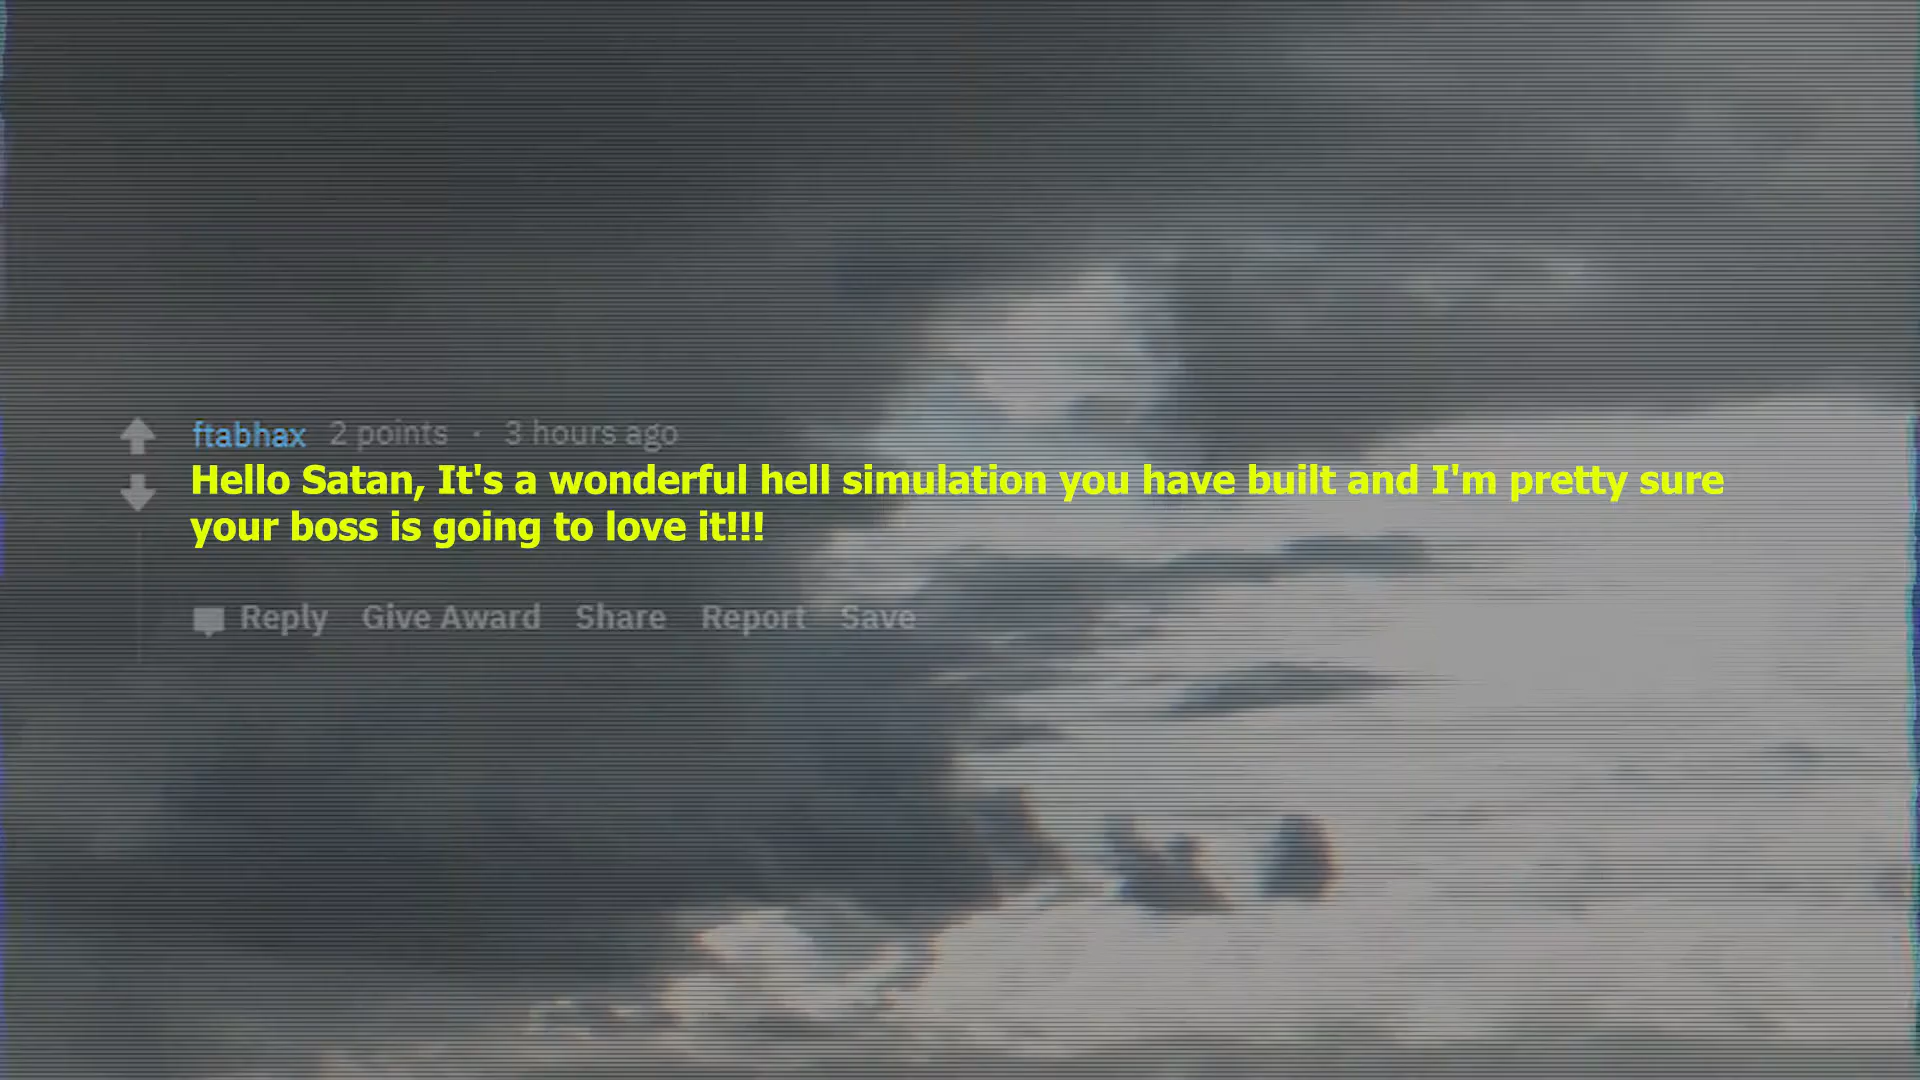 ftabhax 2 points · 3 hours ago
Hello Satan, It's a wonderful hell simulation you have built and I'm pretty sure
your boss is going to love it!!!
Reply Give Award Share Report Save